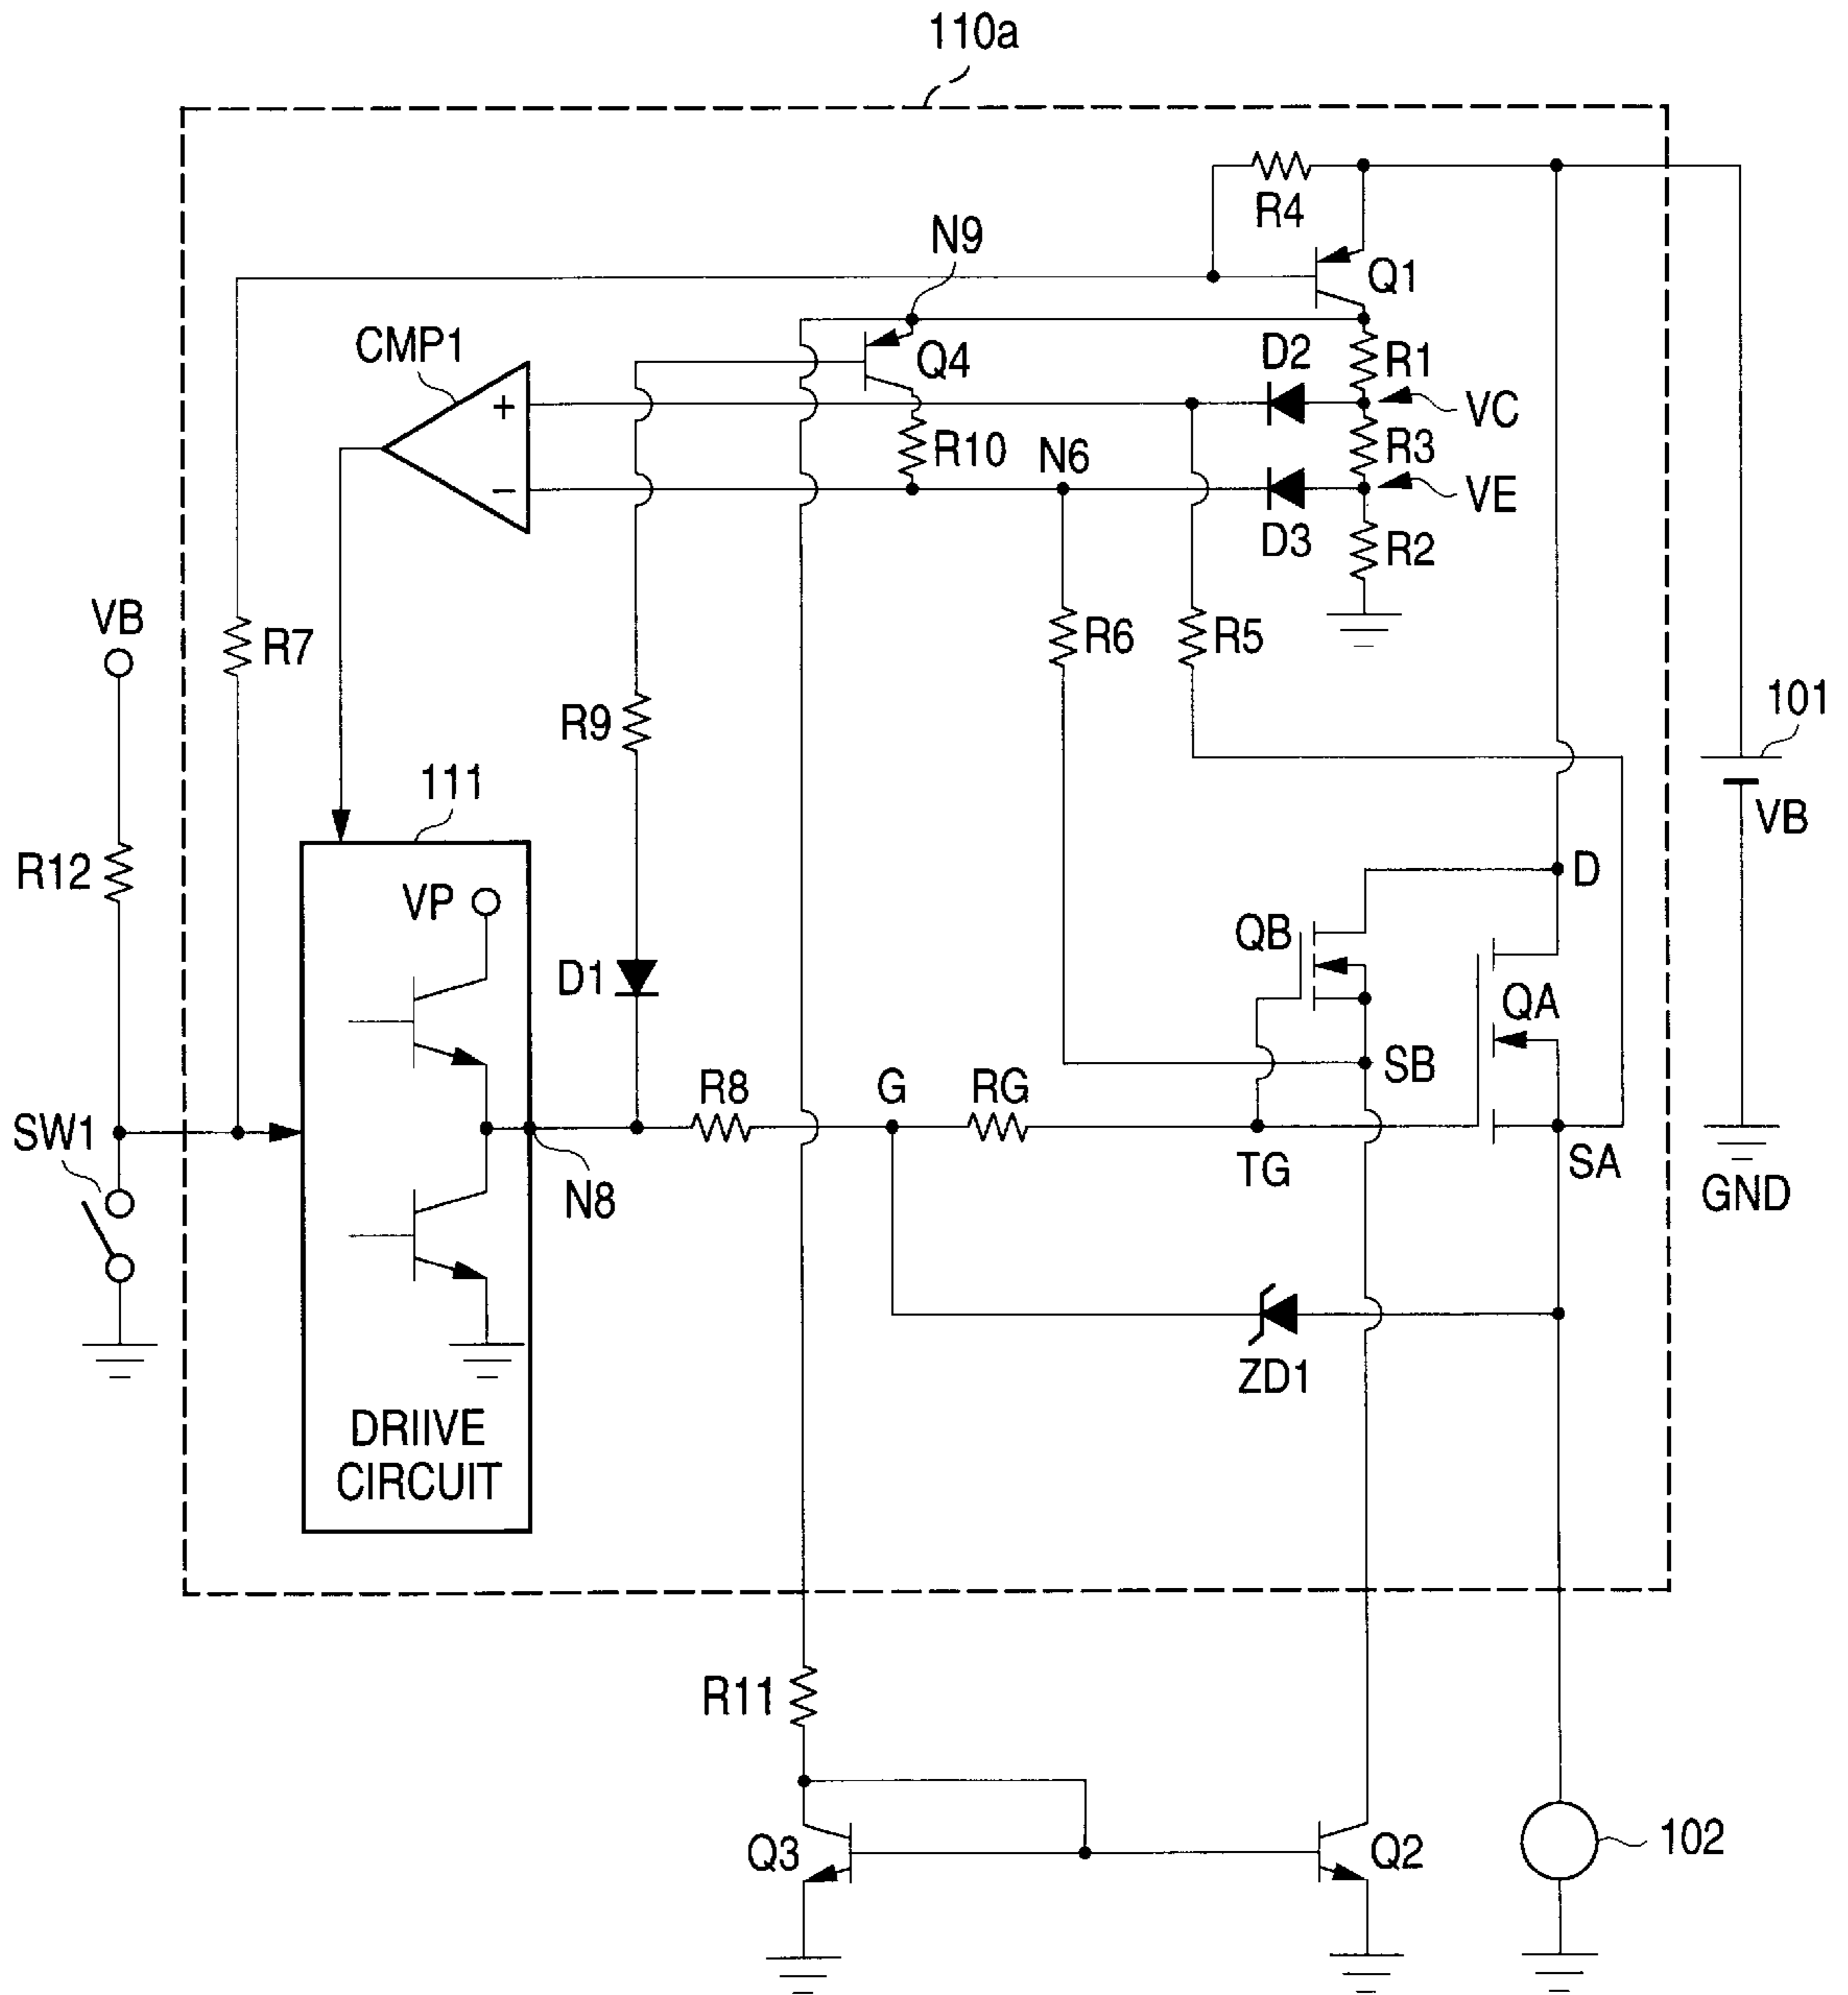 110a
R4
N9
Q1
CMP1
Q4
D2
R1
+
VC
R10
N6
R3
−
VE
D3
R2
VB
R7
R6
R5
R9
101
111
VB
R12
VP
D
QB
D1
QA
R8
G
RG
SB
SW1
TG
SA
N8
GND
ZD1
DRIIVE
CIRCUIT
R11
Q3
Q2
102